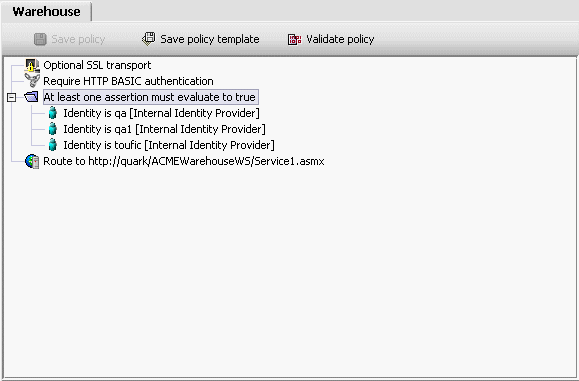 Warehouse
Save policy Save policy template Validate policy
Optional SSL transport
Require HTTP BASIC authentication
At least one assertion must evaluate to true
Identity is qa [Internal Identity Provider]
Identity is qa1 [Internal Identity Provider]
Identity is toufic [Internal Identity Provider]
Route to http://quark/ACMEWarehouseWS/Service1.asmx